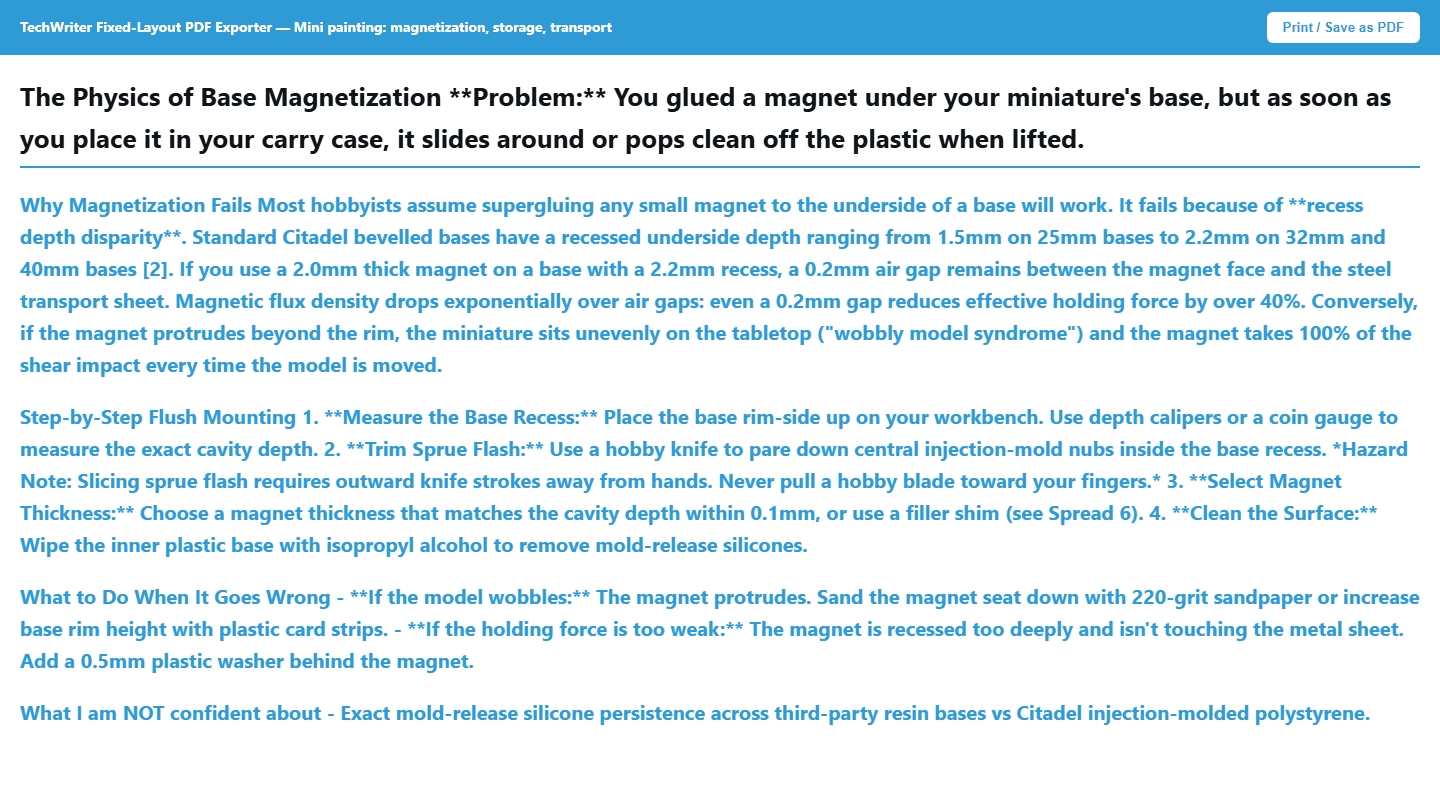 TechWriter Fixed-Layout PDF Exporter — Mini painting: magnetization, storage, transport
Print / Save as PDF
The Physics of Base Magnetization **Problem:** You glued a magnet under your miniature's base, but as soon as
you place it in your carry case, it slides around or pops clean off the plastic when lifted.
Why Magnetization Fails Most hobbyists assume supergluing any small magnet to the underside of a base will work. It fails because of **recess
depth disparity**. Standard Citadel bevelled bases have a recessed underside depth ranging from 1.5mm on 25mm bases to 2.2mm on 32mm and
40mm bases [2]. If you use a 2.0mm thick magnet on a base with a 2.2mm recess, a 0.2mm air gap remains between the magnet face and the steel
transport sheet. Magnetic flux density drops exponentially over air gaps: even a 0.2mm gap reduces effective holding force by over 40%. Conversely,
if the magnet protrudes beyond the rim, the miniature sits unevenly on the tabletop ("wobbly model syndrome") and the magnet takes 100% of the
shear impact every time the model is moved.
Step-by-Step Flush Mounting 1. **Measure the Base Recess:** Place the base rim-side up on your workbench. Use depth calipers or a coin gauge to
measure the exact cavity depth. 2. **Trim Sprue Flash:** Use a hobby knife to pare down central injection-mold nubs inside the base recess. *Hazard
Note: Slicing sprue flash requires outward knife strokes away from hands. Never pull a hobby blade toward your fingers.* 3. **Select Magnet
Thickness:** Choose a magnet thickness that matches the cavity depth within 0.1mm, or use a filler shim (see Spread 6). 4. **Clean the Surface:**
Wipe the inner plastic base with isopropyl alcohol to remove mold-release silicones.
What to Do When It Goes Wrong - **If the model wobbles:** The magnet protrudes. Sand the magnet seat down with 220-grit sandpaper or increase
base rim height with plastic card strips. - **If the holding force is too weak:** The magnet is recessed too deeply and isn't touching the metal sheet.
Add a 0.5mm plastic washer behind the magnet.
What I am NOT confident about - Exact mold-release silicone persistence across third-party resin bases vs Citadel injection-molded polystyrene.